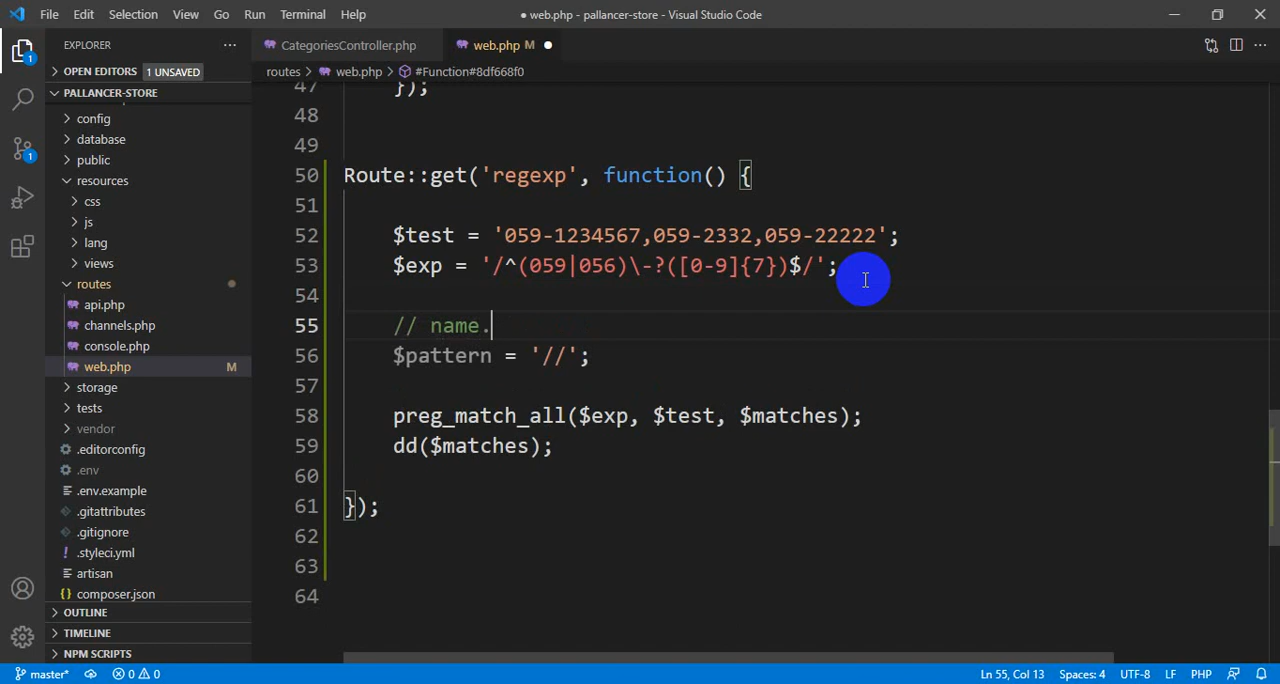 File Edit Selection View Go Run Terminal Help
● web.php - pallancer-store - Visual Studio Code
EXPLORER
CategoriesController.php
web.php M
OPEN EDITORS 1 UNSAVED
routes > web.php > #Function#8df668f0
PALLANCER-STORE
config
database
public
resources
css
js
lang
views
routes
api.php
channels.php
console.php
web.php M
storage
tests
vendor
.editorconfig
.env
.env.example
.gitattributes
.gitignore
.styleci.yml
artisan
composer.json
OUTLINE
TIMELINE
NPM SCRIPTS
47 });
48
49
50 Route::get('regexp', function() {
51
52 $test = '059-1234567,059-2332,059-22222';
53 $exp = '/^(059|056)\-?([0-9]{7})$/';
54
55 // name.
56 $pattern = '//';
57
58 preg_match_all($exp, $test, $matches);
59 dd($matches);
60
61 });
62
63
64
1
1
master* 0 0 Ln 55, Col 13 Spaces: 4 UTF-8 LF PHP